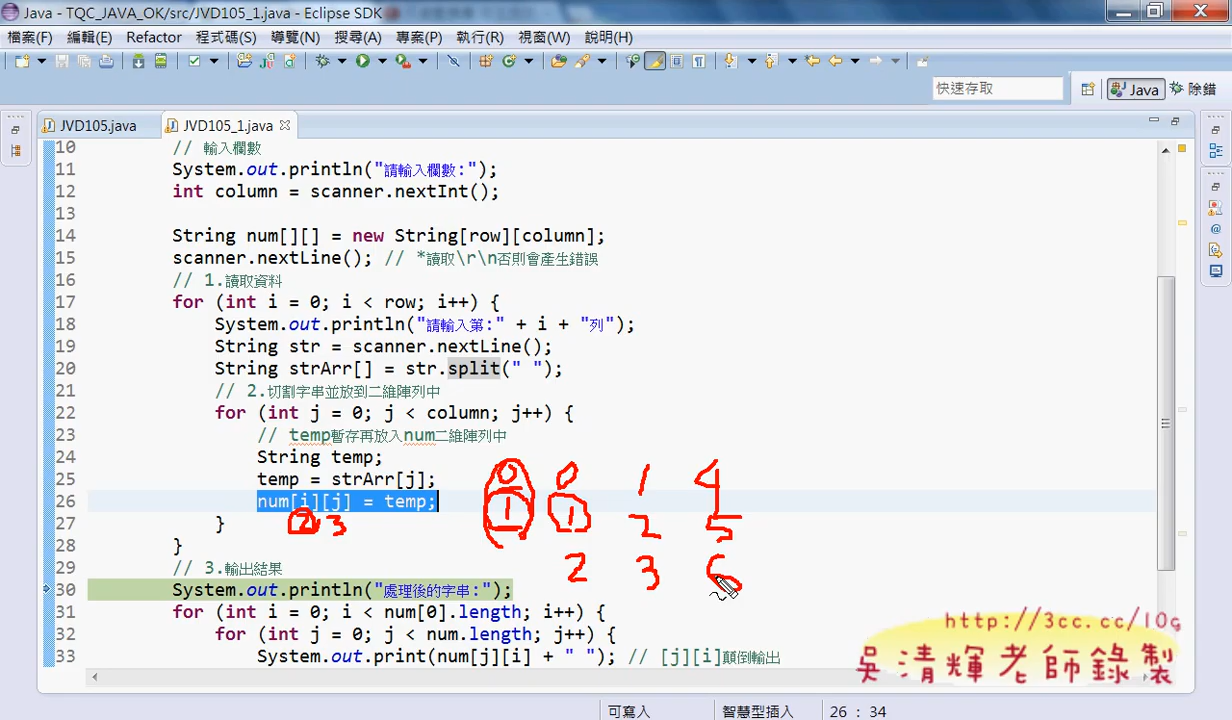 Java - TQC_JAVA_OK/src/JVD105_1.java - Eclipse SDK
檔案(F) 編輯(E) Refactor 程式碼(S) 導覽(N) 搜尋(A) 專案(P) 執行(R) 視窗(W) 說明(H)
快速存取 Java 除錯
JVD105.java JVD105_1.java
10 // 輸入欄數
11 System.out.println("請輸入欄數:");
12 int column = scanner.nextInt();
13
14 String num[][] = new String[row][column];
15 scanner.nextLine(); // *讀取\r\n否則會產生錯誤
16 // 1.讀取資料
17 for (int i = 0; i < row; i++) {
18 System.out.println("請輸入第:" + i + "列");
19 String str = scanner.nextLine();
20 String strArr[] = str.split(" ");
21 // 2.切割字串並放到二維陣列中
22 for (int j = 0; j < column; j++) {
23 // temp暫存再放入num二維陣列中
24 String temp;
25 temp = strArr[j];
0 0 1 4
26 num[i][j] = temp;
1 1 2 5
27 }
2 3
28 }
2 3 6
29 // 3.輸出結果
30 System.out.println("處理後的字串:");
31 for (int i = 0; i < num[0].length; i++) {
32 for (int j = 0; j < num.length; j++) {
33 System.out.print(num[j][i] + " "); // [j][i]顛倒輸出
http://3cc.cc/10g
吳清輝老師錄製
可寫入 智慧型插入 26 : 34